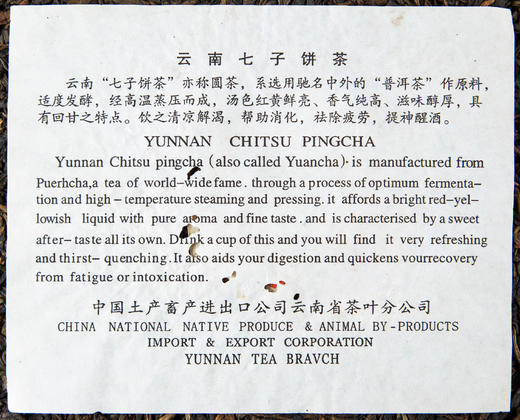 云南七子饼茶
云南“七子饼茶”亦称圆茶，系选用驰名中外的“普洱茶”作原料，
适度发酵，经高温蒸压而成，汤色红黄鲜亮、香气纯高、滋味醇厚，具
有回甘之特点。饮之清凉解渴，帮助消化，祛除疲劳，提神醒酒。
YUNNAN CHITSU PINGCHA
Yunnan Chitsu pingcha (also called Yuancha)· is manufactured from
Puerhcha,a tea of world-wide fame. through a process of optimum fermenta-
tion and high - temperature steaming and pressing. it affords a bright red-yel-
lowish liquid with pure aroma and fine taste. and is characterised by a sweet
after-taste all its own. Drink a cup of this and you will find it very refreshing
and thirst-quenching. It also aids your digestion and quickens vourrecovery
from fatigue or intoxication.
中国土产畜产进出口公司云南省茶叶分公司
CHINA NATIONAL NATIVE PRODUCE & ANIMAL BY-PRODUCTS
IMPORT & EXPORT CORPORATION
YUNNAN TEA BRAVCH